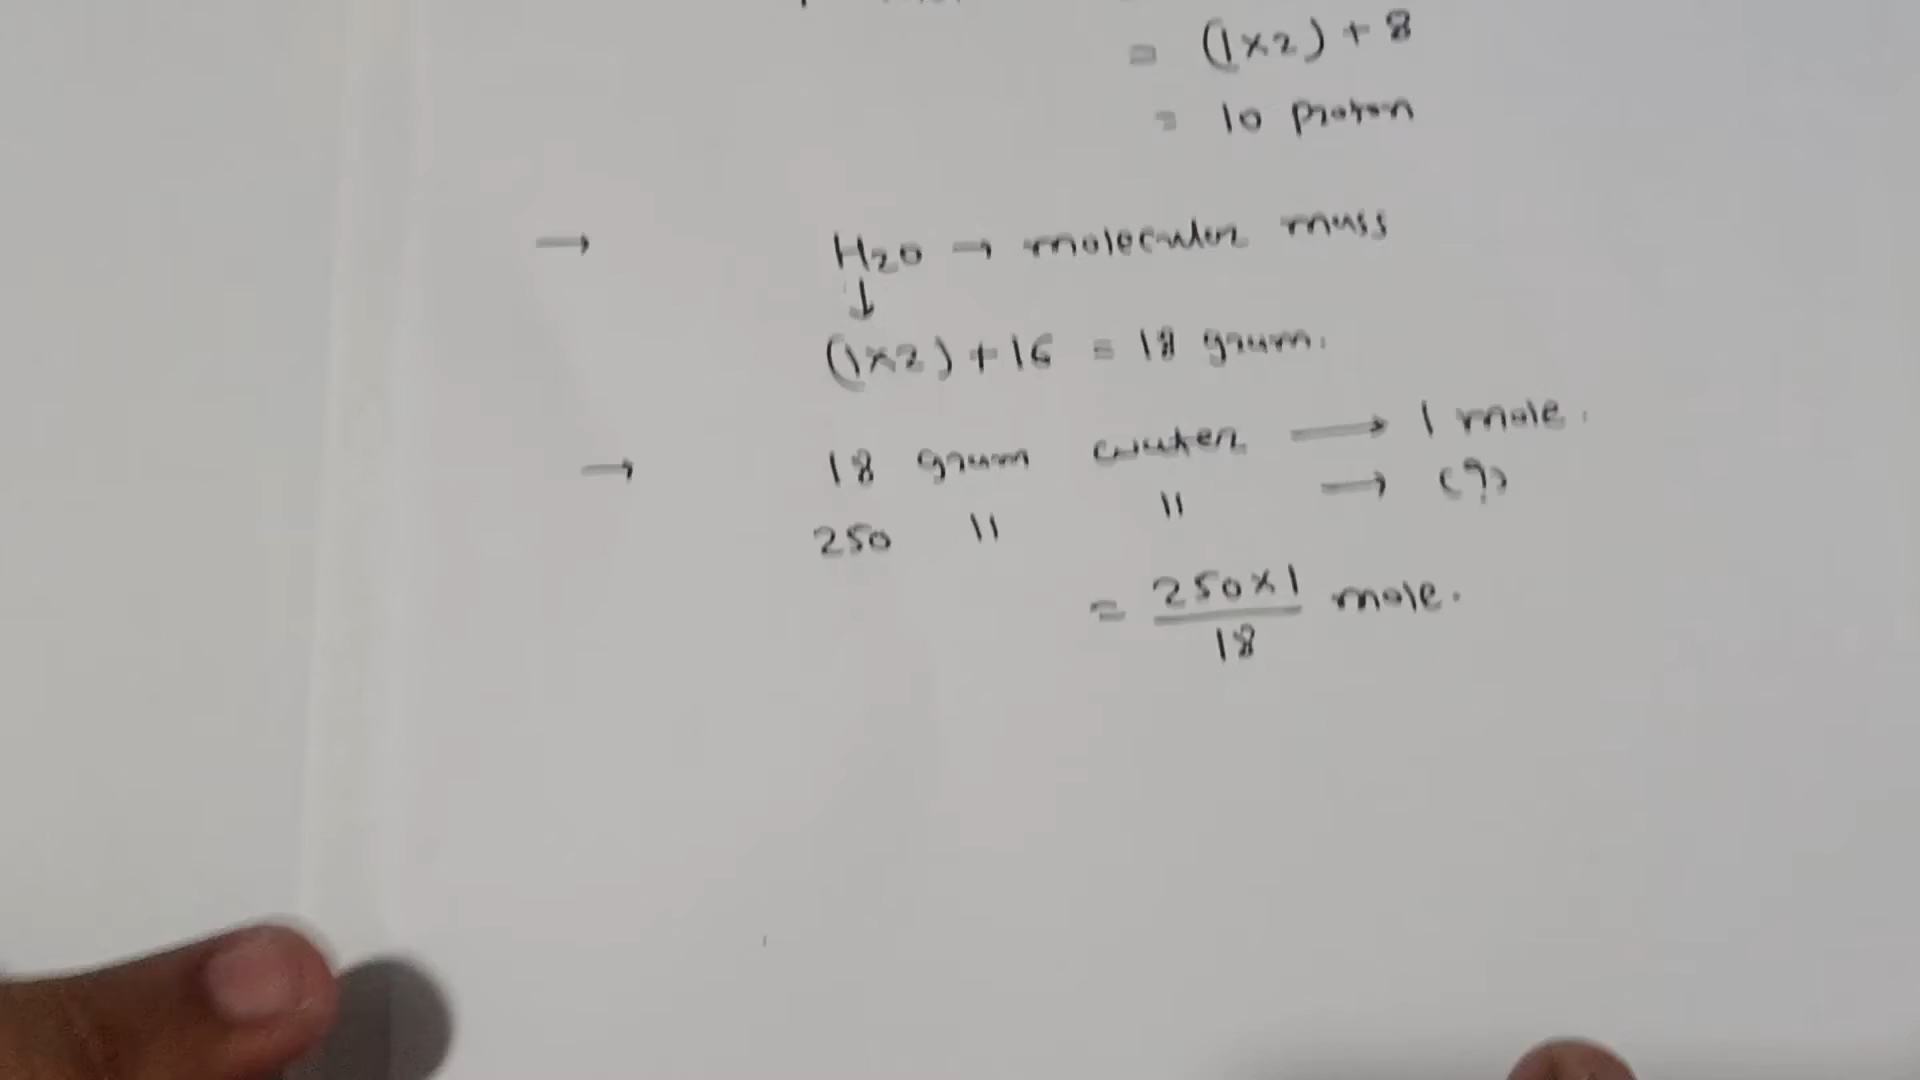 = (1×2) + 8
= 10 proton
→ H2O → molecular mass
↓
(1×2) + 16 = 18 gram.
→ 18 gram water → 1 mole.
250 " " → (?)
= 250×1/18 mole.